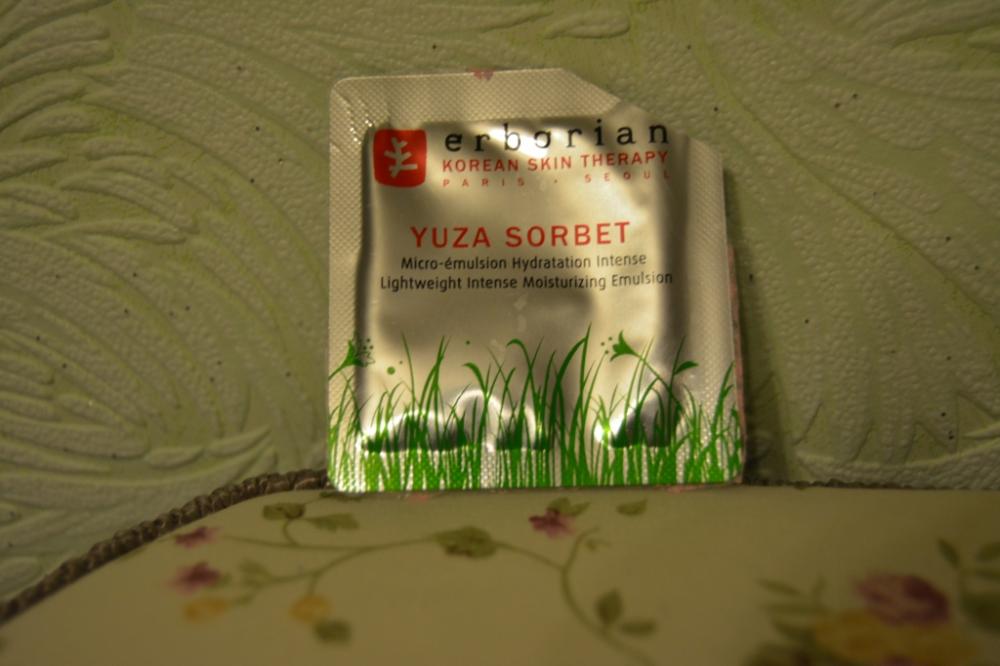 erborian
KOREAN SKIN THERAPY
PARIS - SEOUL
YUZA SORBET
Micro-émulsion Hydratation Intense
Lightweight Intense Moisturizing Emulsion